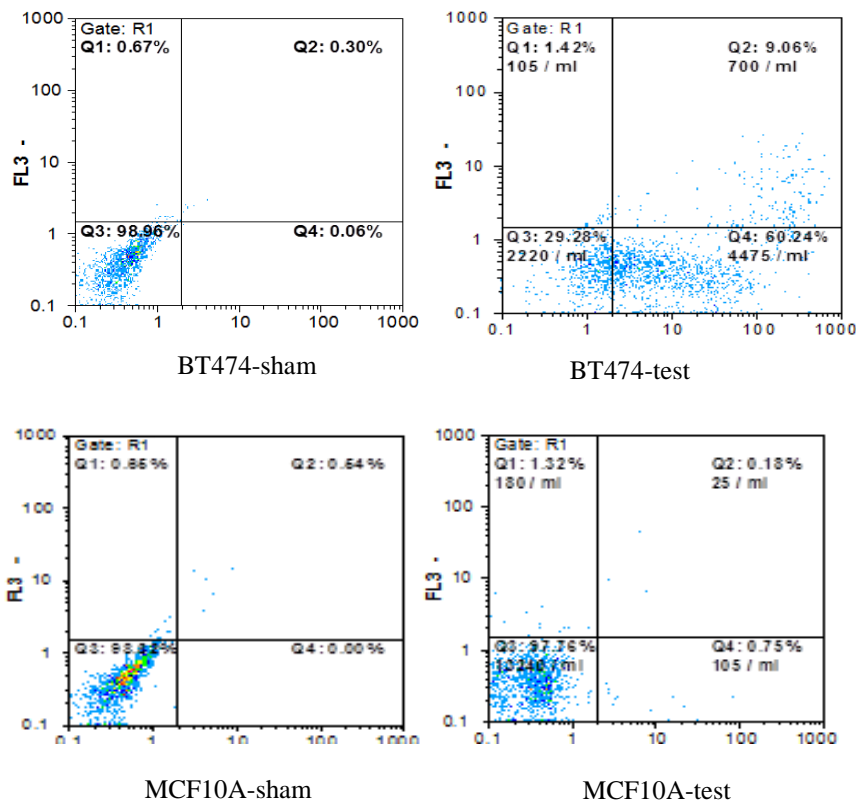 1000
100
10
1
0.1
FL3 -
Gate: R1
Q1: 0.67%
Q2: 0.30%
Q3: 98.96%
Q4: 0.06%
0.1
1
10
100
1000
BT474-sham
1000
100
10
1
0.1
FL3 -
Gate: R1
Q1: 1.42%
105 / ml
Q2: 9.06%
700 / ml
Q3: 29.28%
2220 / ml
Q4: 60.24%
4475 / ml
0.1
1
10
100
1000
BT474-test
1000
100
10
1
0.1
FL3 -
Gate: R1
Q1: 0.65%
Q2: 0.54%
Q3:
Q4: 0.00%
0.1
1
10
100
1000
MCF10A-sham
1000
100
10
1
0.1
FL3 -
Gate: R1
Q1: 1.32%
180 / ml
Q2: 0.18%
25 / ml
Q3: 97.76%
/ ml
Q4: 0.75%
105 / ml
0.1
1
10
100
1000
MCF10A-test